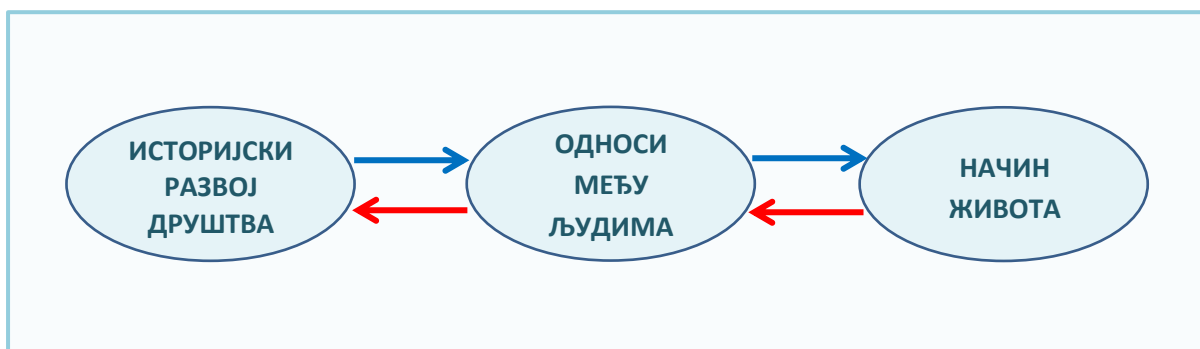 ИСТОРИЈСКИ
РАЗВОЈ
ДРУШТВА
ОДНОСИ
МЕЂУ
ЉУДИМА
НАЧИН
ЖИВОТА